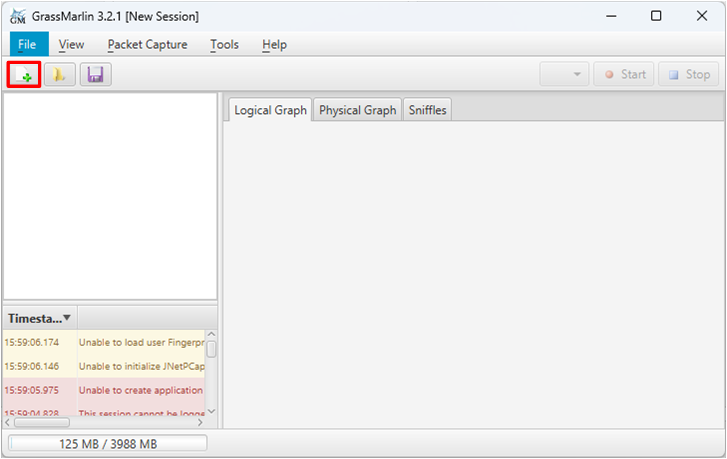 GrassMarlin 3.2.1 [New Session]
File View Packet Capture Tools Help
Start Stop
Logical Graph Physical Graph Sniffles
Timesta...
15:59:06.174 Unable to load user Fingerpr
15:59:06.146 Unable to initialize JNetPCap
15:59:05.975 Unable to create application
15:59:04.828 This session cannot be logge
125 MB / 3988 MB